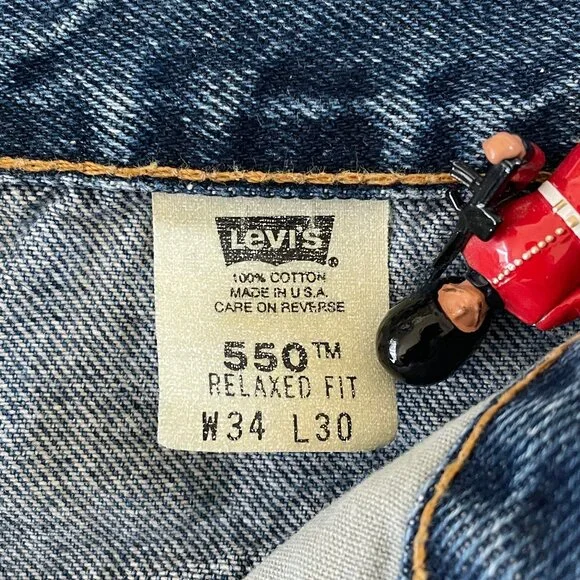 Levi's ®
100% COTTON
MADE IN U.S.A.
CARE ON REVERSE
550™
RELAXED FIT
W34 L30